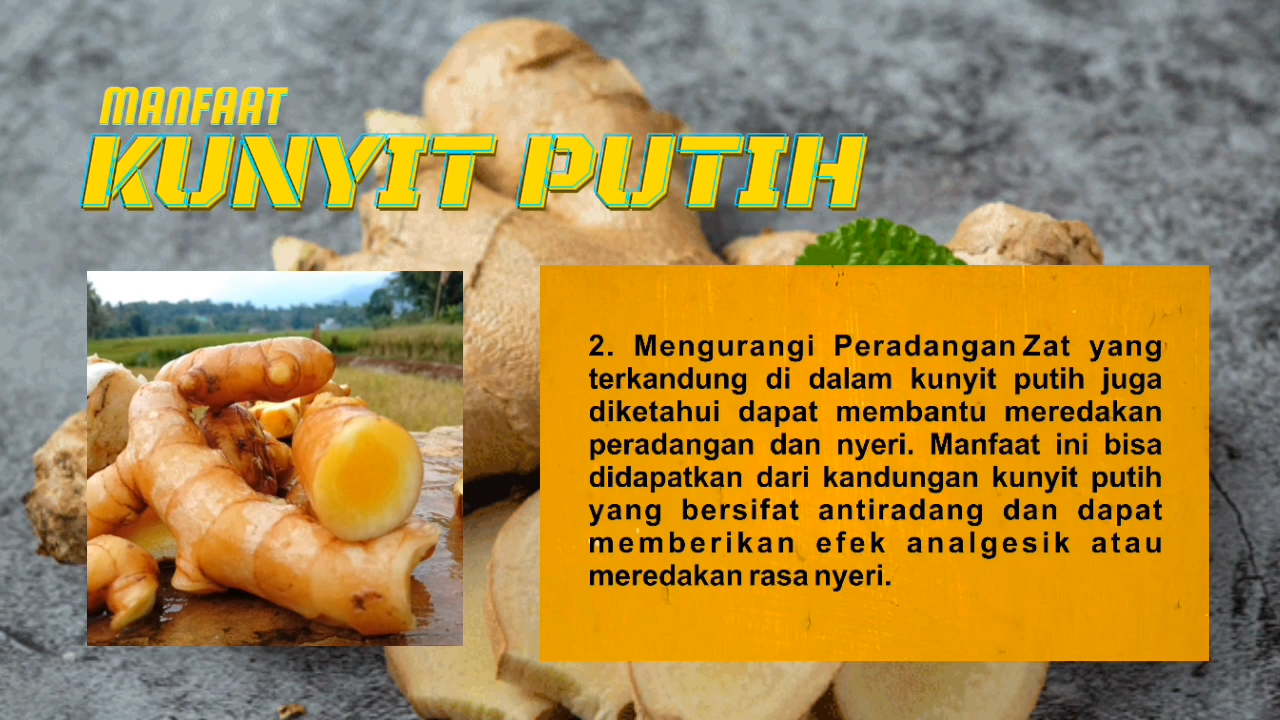 MANFAAT
KUNYIT PUTIH
2. Mengurangi Peradangan Zat yang
terkandung di dalam kunyit putih juga
diketahui dapat membantu meredakan
peradangan dan nyeri. Manfaat ini bisa
didapatkan dari kandungan kunyit putih
yang bersifat antiradang dan dapat
memberikan efek analgesik atau
meredakan rasa nyeri.